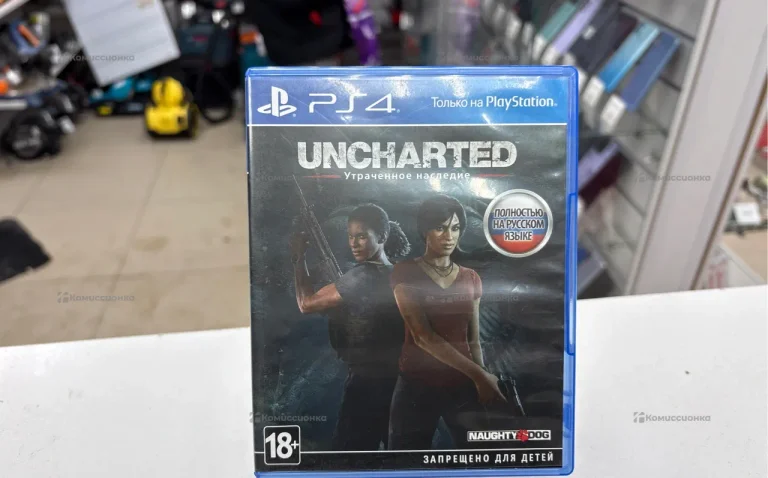 Комиссионка
PS4
Только на PlayStation
UNCHARTED
Утраченное наследие
Комиссионка
ПОЛНОСТЬЮ
НА РУССКОМ
ЯЗЫКЕ
Комиссионка
Комиссионка
Комиссионка
18+
NAUGHTY DOG
ЗАПРЕЩЕНО ДЛЯ ДЕТЕЙ